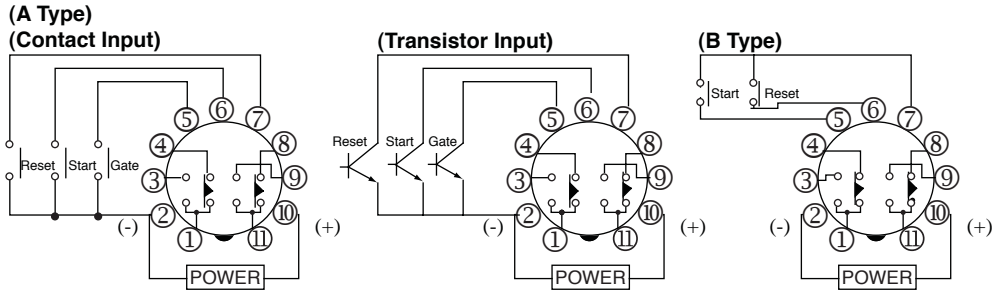 (A Type)
(Contact Input)
(Transistor Input)
(B Type)
Reset
Start
Gate
⑤
⑥
⑦
④
⑧
③
⑨
②
⑩
①
⑪
(-)
(+)
POWER
Reset
Start
Gate
⑤
⑥
⑦
④
⑧
③
⑨
②
⑩
①
⑪
(-)
(+)
POWER
Start
Reset
⑤
⑥
⑦
④
⑧
③
⑨
②
⑩
①
⑪
(-)
(+)
POWER